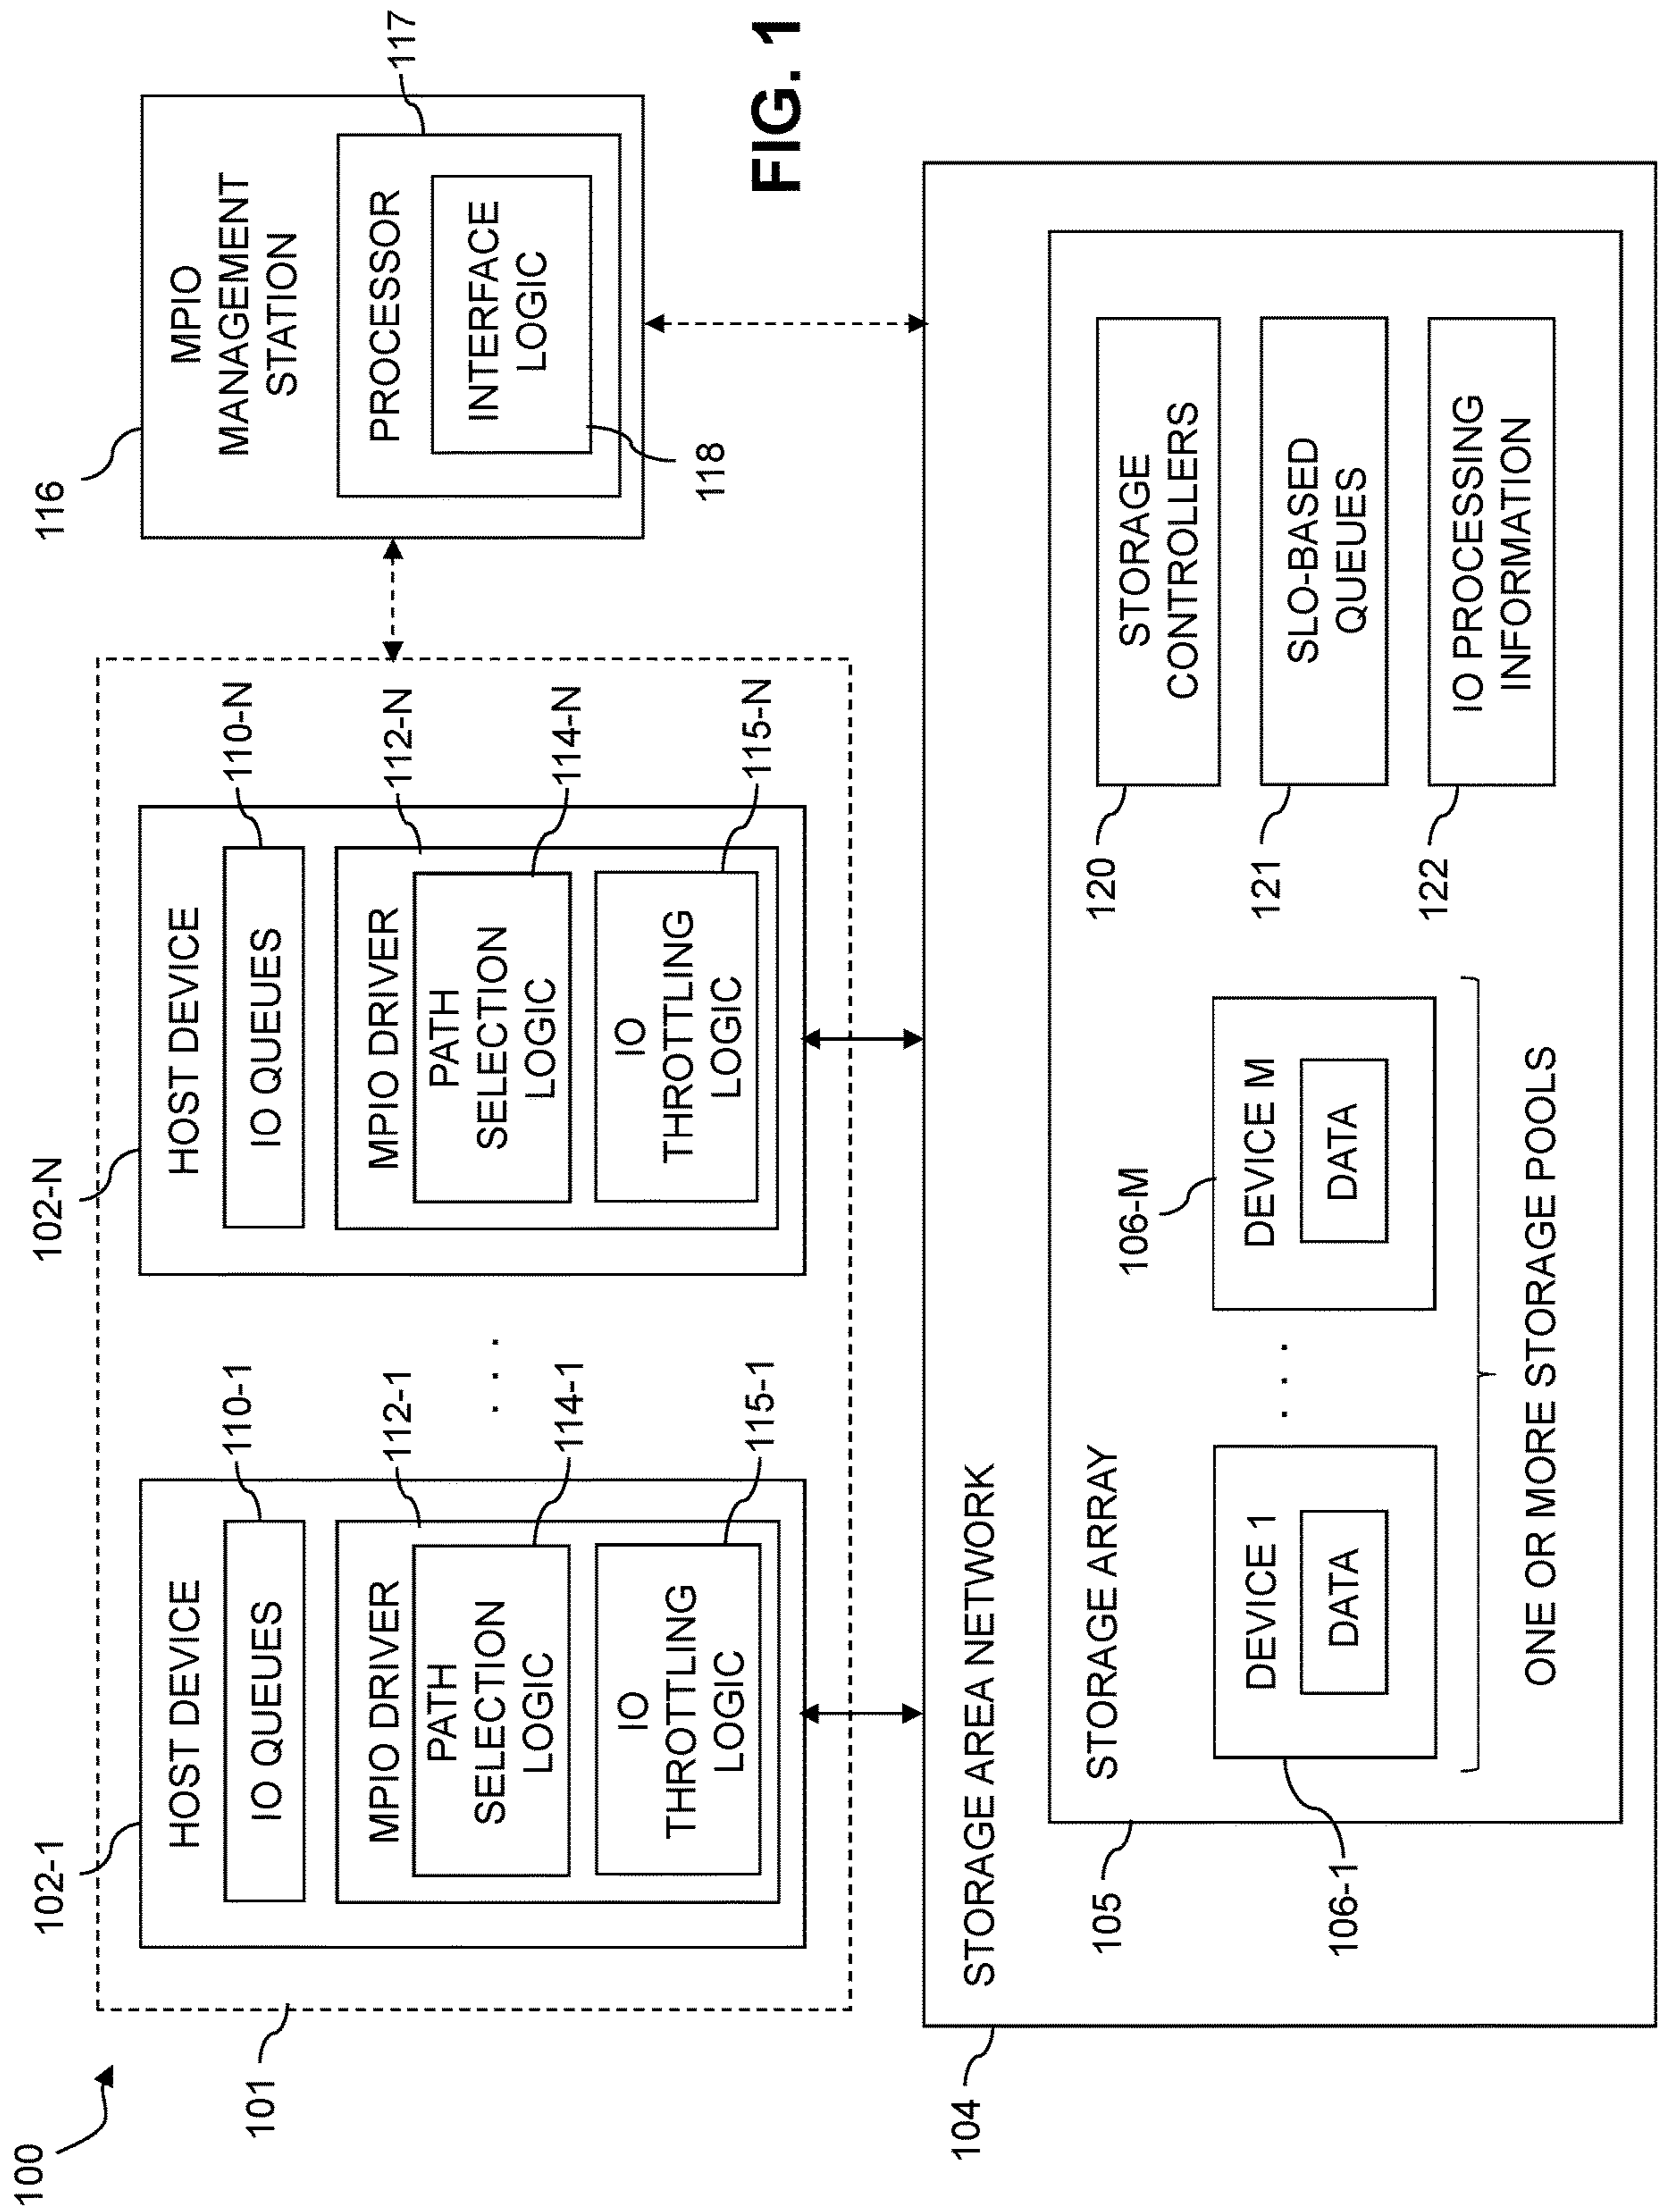 100
101
102-1
HOST DEVICE
IO QUEUES
110-1
MPIO DRIVER
112-1
PATH
SELECTION
LOGIC
114-1
IO
THROTTLING
LOGIC
115-1
. . .
102-N
HOST DEVICE
IO QUEUES
110-N
MPIO DRIVER
112-N
PATH
SELECTION
LOGIC
114-N
IO
THROTTLING
LOGIC
115-N
116
MPIO
MANAGEMENT
STATION
PROCESSOR
117
INTERFACE
LOGIC
118
FIG. 1
104
STORAGE AREA NETWORK
105
STORAGE ARRAY
106-1
DEVICE 1
DATA
. . .
106-M
DEVICE M
DATA
ONE OR MORE STORAGE POOLS
120
STORAGE
CONTROLLERS
121
SLO-BASED
QUEUES
122
IO PROCESSING
INFORMATION